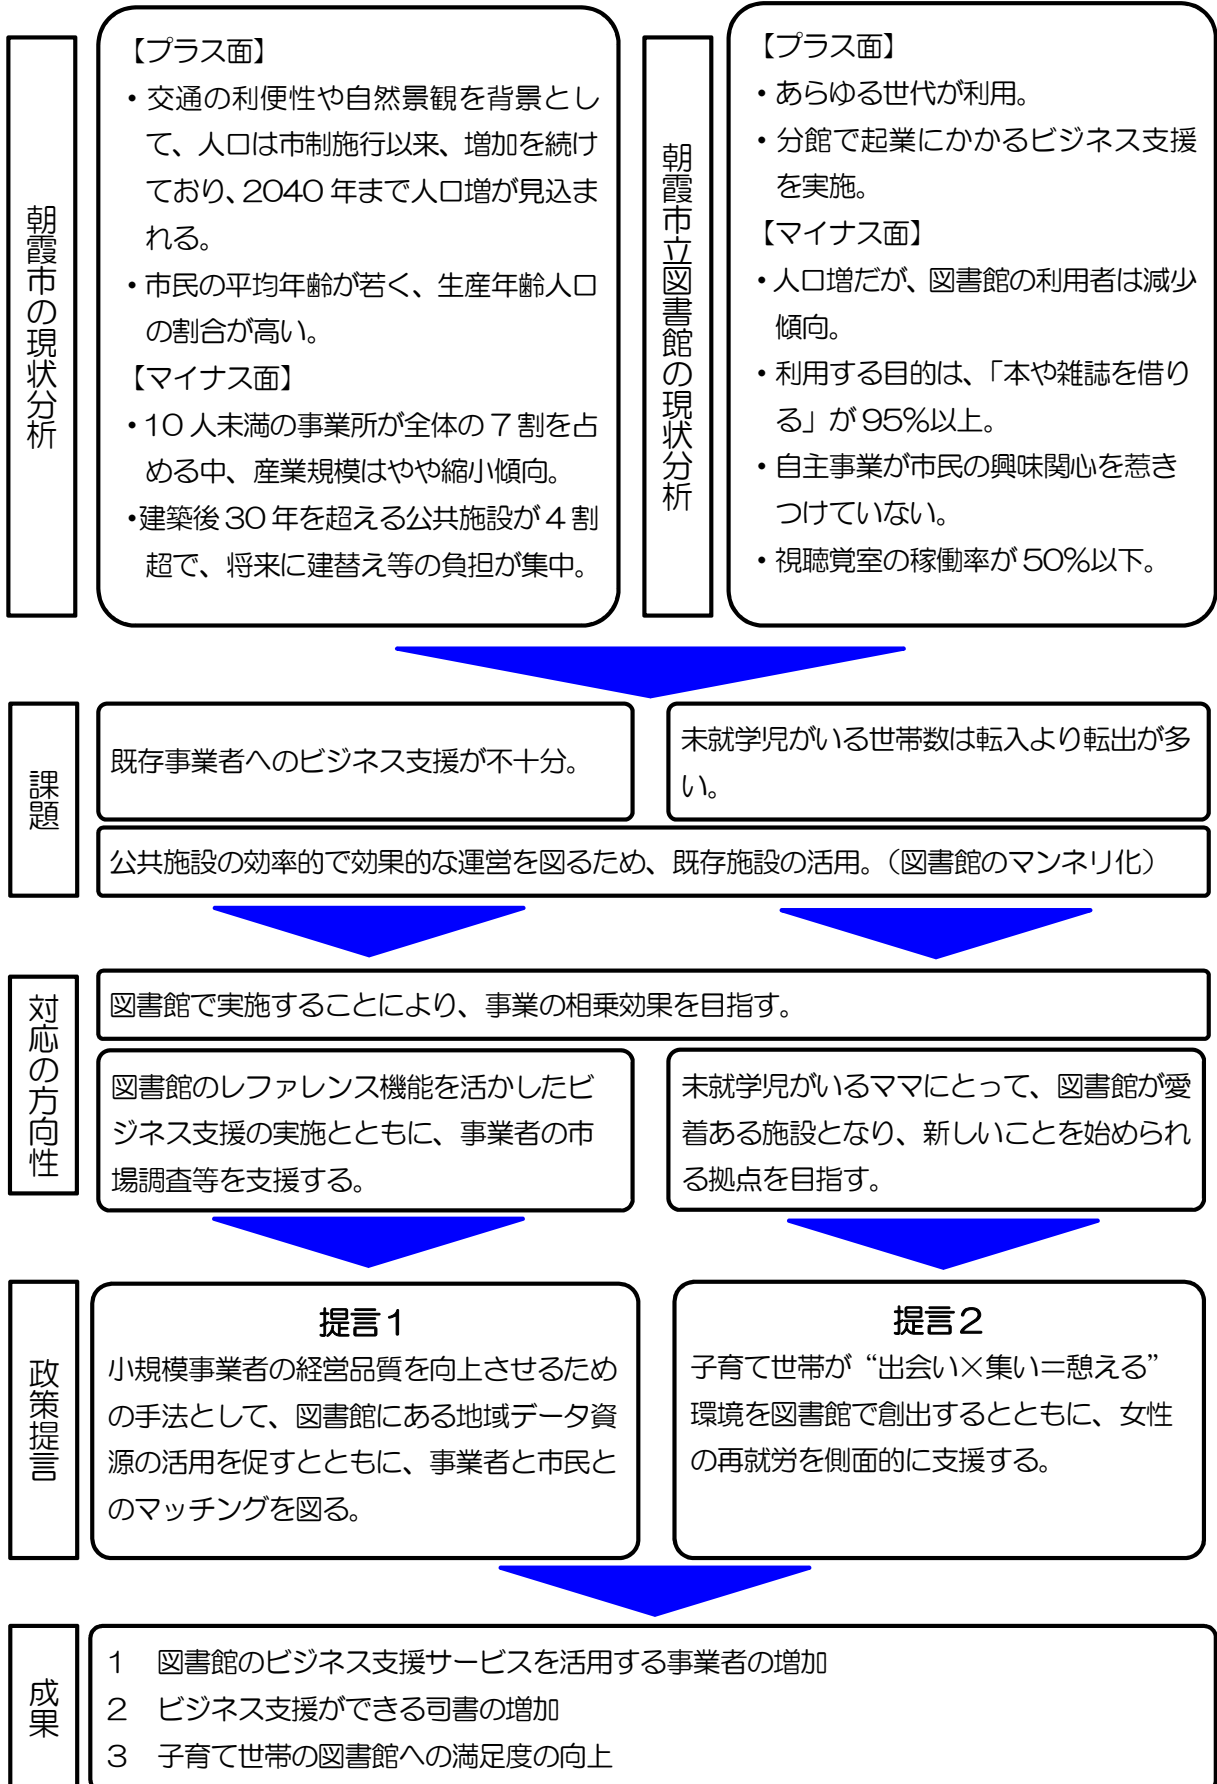 朝霞市の現状分析
【プラス面】
・交通の利便性や自然景観を背景とし
て、人口は市制施行以来、増加を続け
ており、2040年まで人口増が見込ま
れる。
・市民の平均年齢が若く、生産年齢人口
の割合が高い。
【マイナス面】
・10人未満の事業所が全体の7割を占
める中、産業規模はやや縮小傾向。
・建築後30年を超える公共施設が4割
超で、将来に建替え等の負担が集中。
朝霞市立図書館の現状分析
【プラス面】
・あらゆる世代が利用。
・分館で起業にかかるビジネス支援
を実施。
【マイナス面】
・人口増だが、図書館の利用者は減少
傾向。
・利用する目的は、「本や雑誌を借り
る」が95%以上。
・自主事業が市民の興味関心を惹き
つけていない。
・視聴覚室の稼働率が50%以下。
課題
既存事業者へのビジネス支援が不十分。
未就学児がいる世帯数は転入より転出が多
い。
公共施設の効率的で効果的な運営を図るため、既存施設の活用。（図書館のマンネリ化）
対応の方向性
図書館で実施することにより、事業の相乗効果を目指す。
図書館のレファレンス機能を活かしたビ
ジネス支援の実施とともに、事業者の市
場調査等を支援する。
未就学児がいるママにとって、図書館が愛
着ある施設となり、新しいことを始められ
る拠点を目指す。
政策提言
提言1
小規模事業者の経営品質を向上させるため
の手法として、図書館にある地域データ資
源の活用を促すとともに、事業者と市民と
のマッチングを図る。
提言2
子育て世帯が“出会い×集い＝憩える”
環境を図書館で創出するとともに、女性
の再就労を側面的に支援する。
成果
1 図書館のビジネス支援サービスを活用する事業者の増加
2 ビジネス支援ができる司書の増加
3 子育て世帯の図書館への満足度の向上